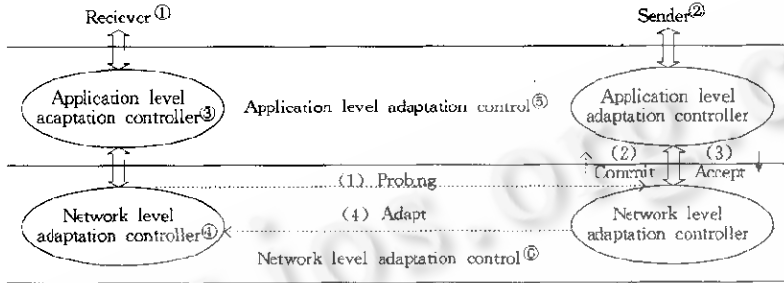 Reciever① Sender②
Application level
acaptation controller③
Application level adaptation control⑤
Application level
adaptation controller
(2) (3)
Commit Accept
(1) Probing
(4) Adapt
Network level
adaptation controller④
Network level
adaptation controller
Network level adaptation control⑥